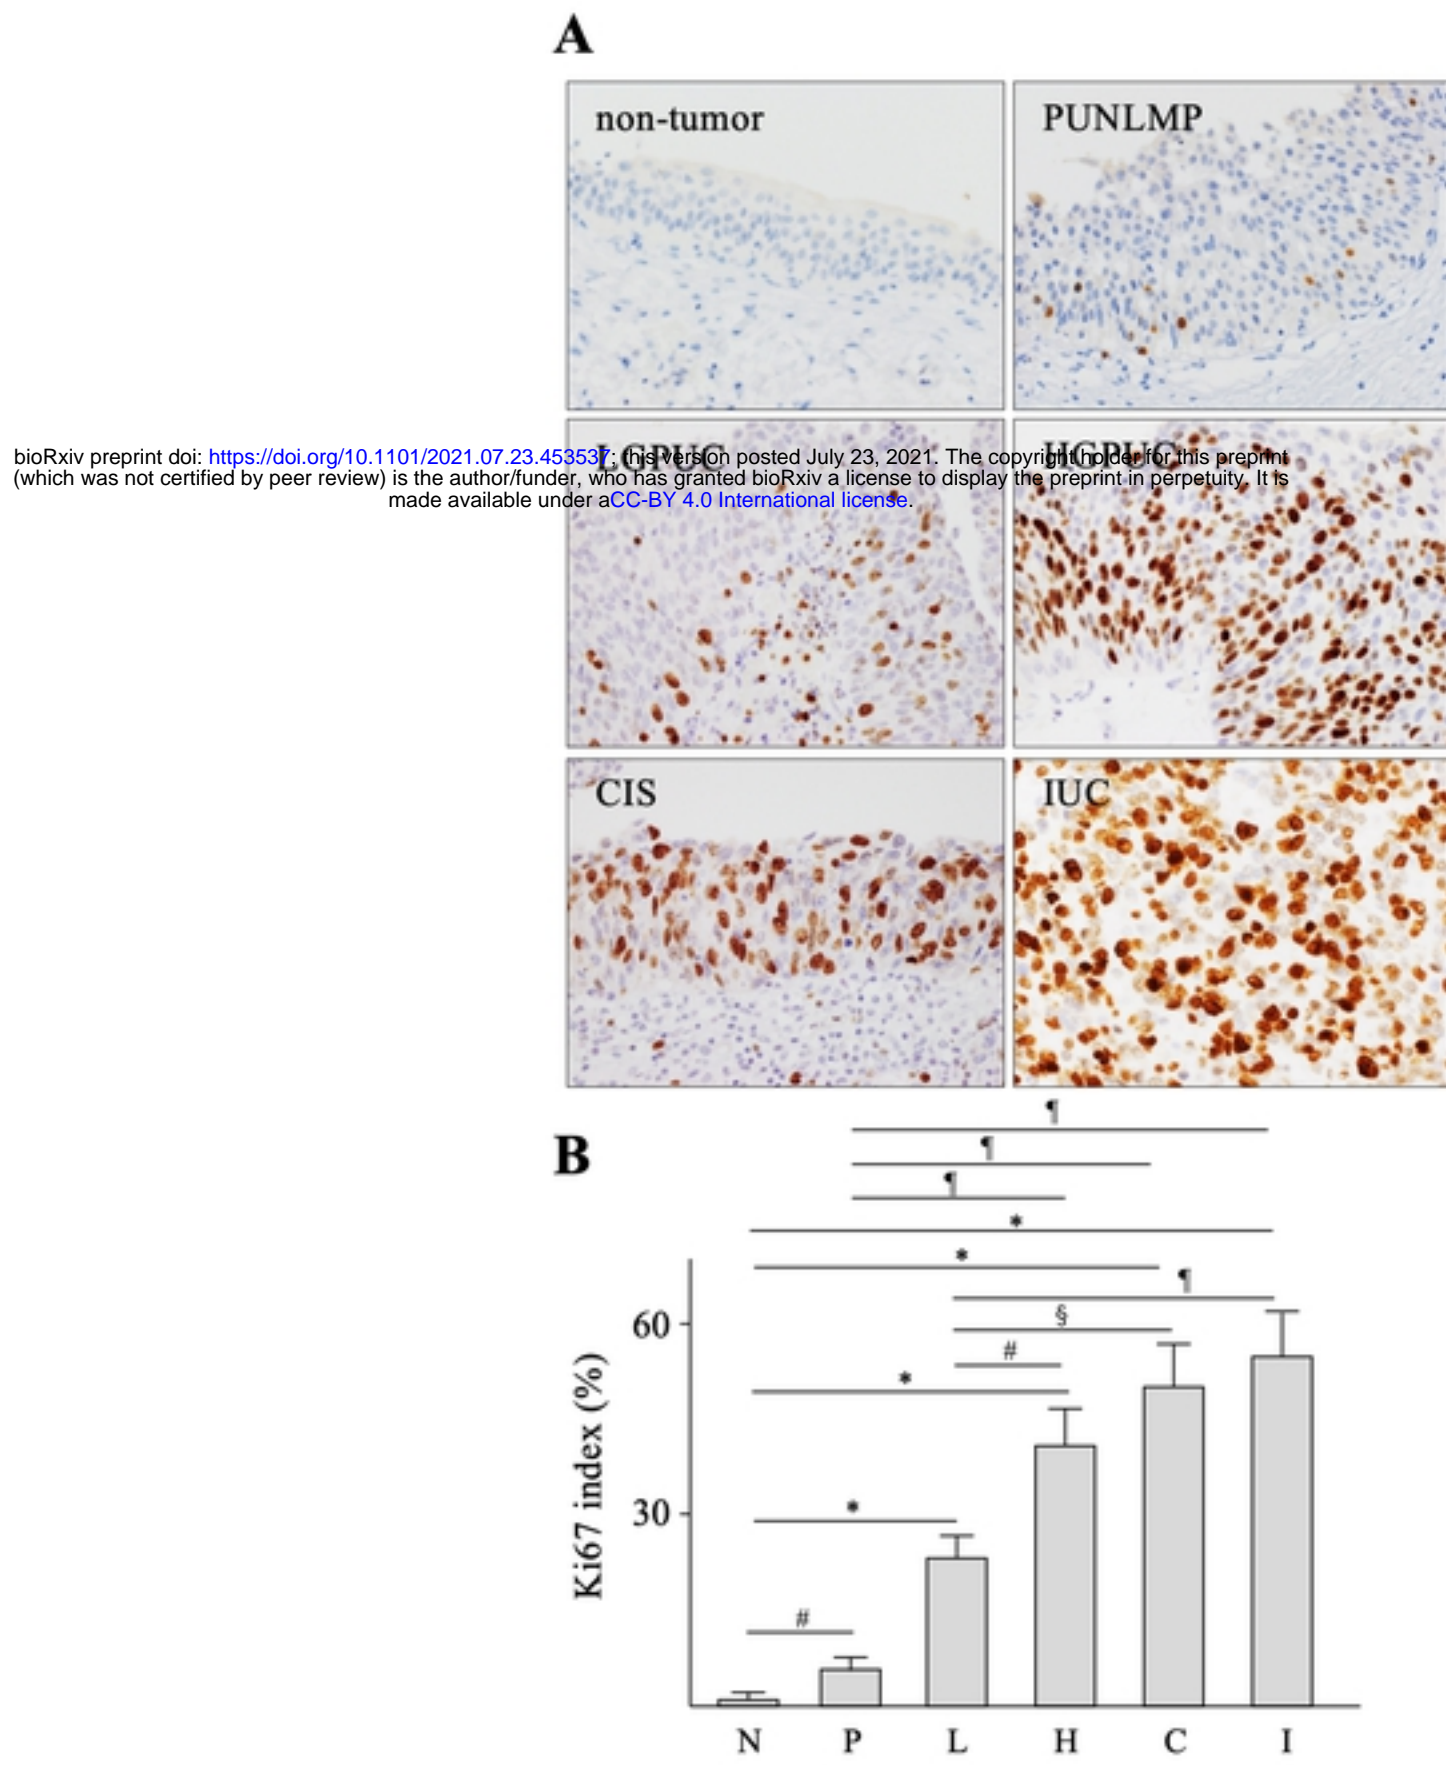 A
non-tumor
PUNLMP
LGPUC
HGPUC
bioRxiv preprint doi: https://doi.org/10.1101/2021.07.23.453537; this version posted July 23, 2021. The copyright holder for this preprint
(which was not certified by peer review) is the author/funder, who has granted bioRxiv a license to display the preprint in perpetuity. It is
made available under aCC-BY 4.0 International license.
CIS
IUC
B
¶
¶
¶
*
*
¶
§
#
*
*
#
60
30
Ki67 index (%)
N P L H C I